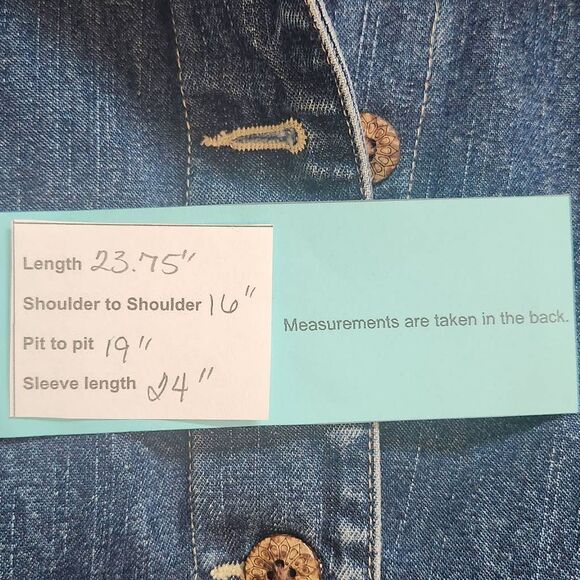 Length 23.75"
Shoulder to Shoulder 16"
Pit to pit 19"
Sleeve length 24"
Measurements are taken in the back.